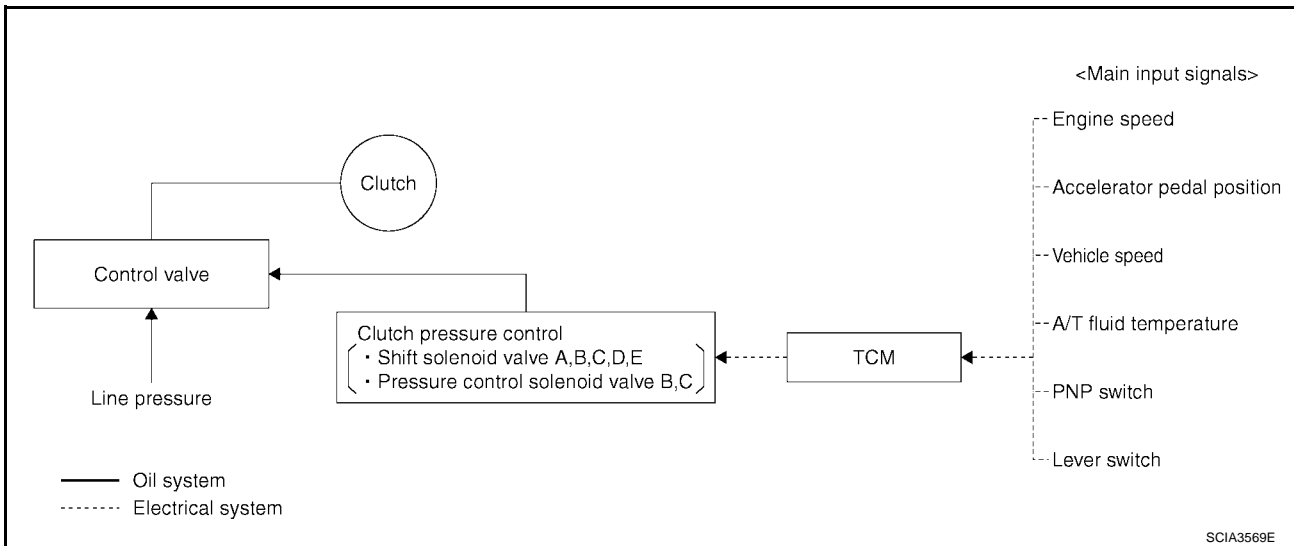 <Main input signals>
Engine speed
Clutch
Accelerator pedal position
Control valve
Vehicle speed
Clutch pressure control
・Shift solenoid valve A,B,C,D,E
・Pressure control solenoid valve B,C
TCM
A/T fluid temperature
Line pressure
PNP switch
Lever switch
Oil system
Electrical system
SCIA3569E